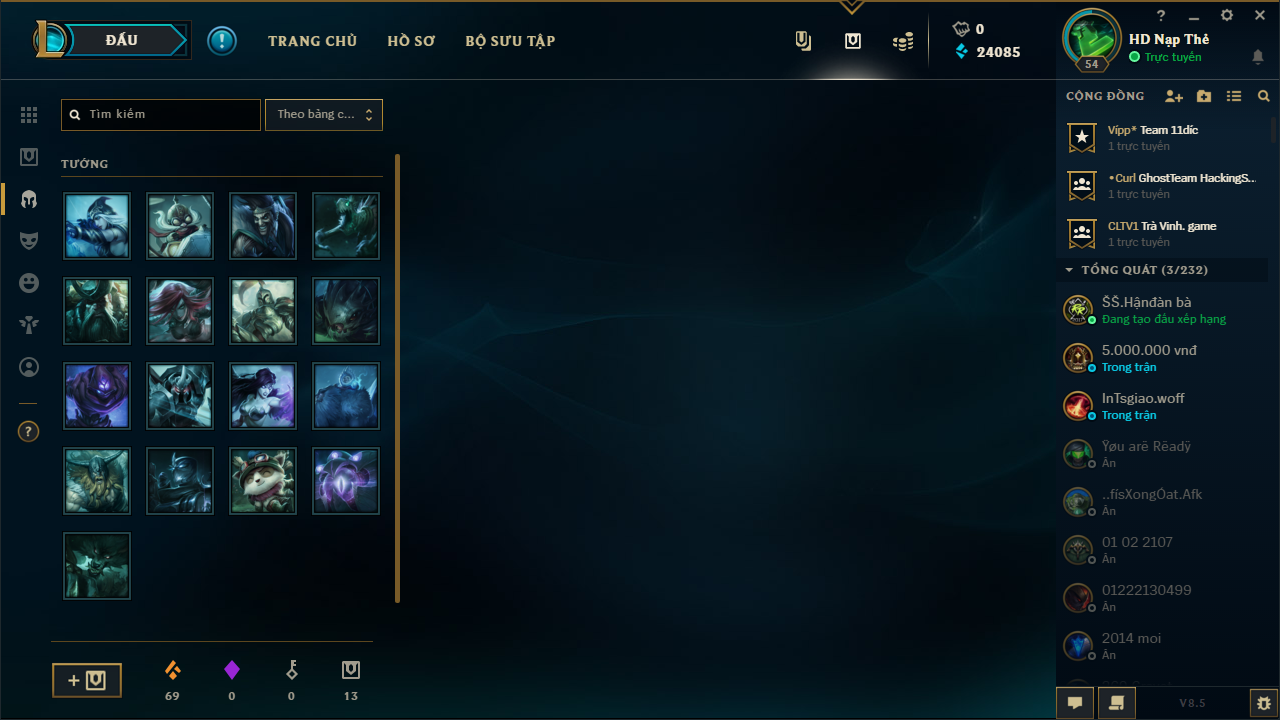 ĐẤU
TRANG CHỦ
HỒ SƠ
BỘ SƯU TẬP
0
24085
54
HD Nạp Thẻ
Trực tuyến
Tìm kiếm
Theo bảng c...
TƯỚNG
69
0
0
13
CỘNG ĐỒNG
Vípp* Team 11díc
1 trực tuyến
•Curl GhostTeam HackingS...
1 trực tuyến
CLTV1 Trà Vinh. game
1 trực tuyến
TỔNG QUÁT (3/232)
ŠŠ.Hậnđàn bà
Đang tạo đấu xếp hạng
5.000.000 vnđ
Trong trận
InTsgiao.woff
Trong trận
Ÿøu arë Rëadÿ
Ẩn
..físXongÓat.Afk
Ẩn
01 02 2107
Ẩn
01222130499
Ẩn
2014 moi
Ẩn
V8.5